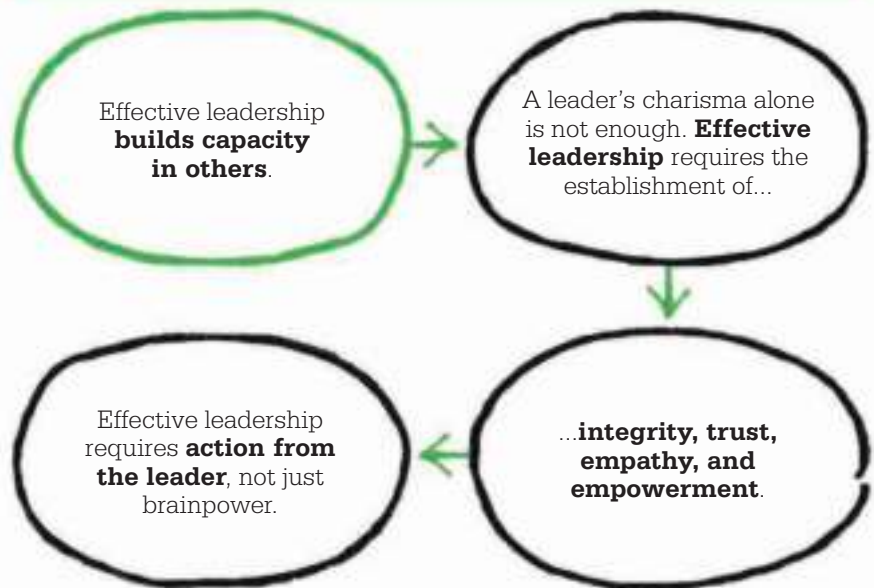 Effective leadership
builds capacity
in others.
A leader’s charisma alone
is not enough. Effective
leadership requires the
establishment of...
...integrity, trust,
empathy, and
empowerment.
Effective leadership
requires action from
the leader, not just
brainpower.